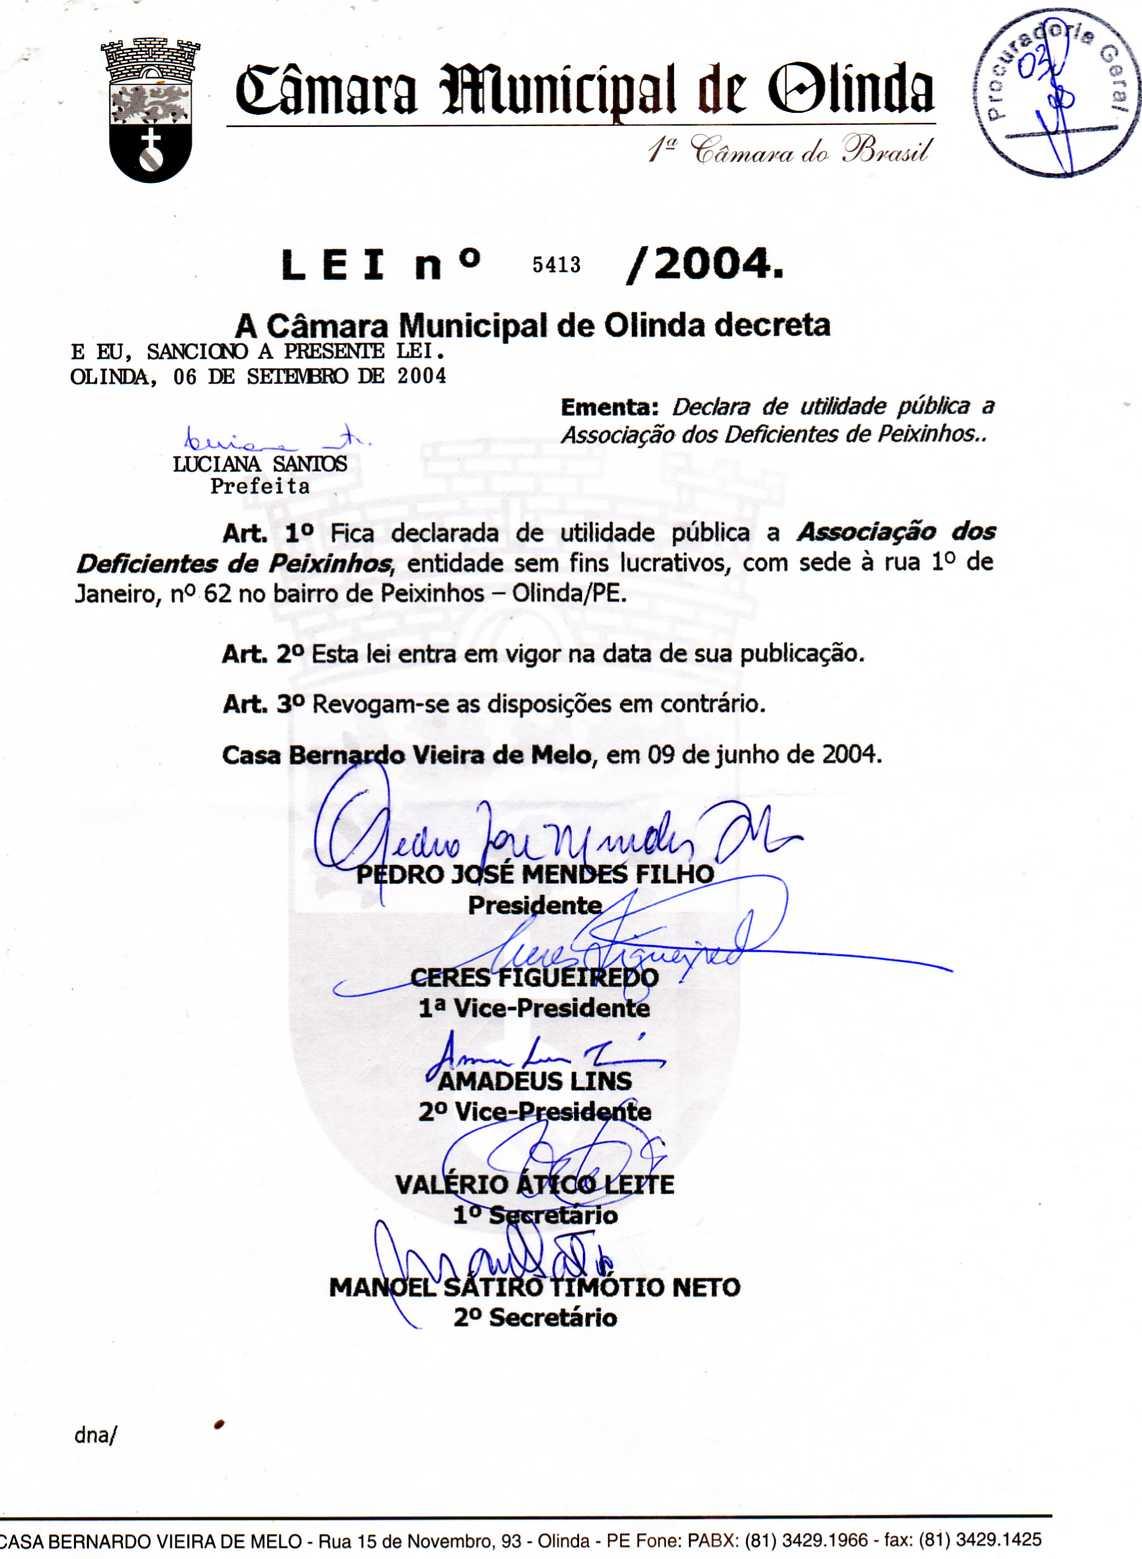 Câmara Municipal de Olinda
1ª Câmara do Brasil
Procuradoria Geral
03
LEI nº 5413 /2004.
A Câmara Municipal de Olinda decreta
E EU, SANCIONO A PRESENTE LEI.
OLINDA, 06 DE SETEMBRO DE 2004
Ementa: Declara de utilidade pública a
Associação dos Deficientes de Peixinhos..
LUCIANA SANTOS
Prefeita
Art. 1º Fica declarada de utilidade pública a Associação dos
Deficientes de Peixinhos, entidade sem fins lucrativos, com sede à rua 1º de
Janeiro, nº 62 no bairro de Peixinhos – Olinda/PE.
Art. 2º Esta lei entra em vigor na data de sua publicação.
Art. 3º Revogam-se as disposições em contrário.
Casa Bernardo Vieira de Melo, em 09 de junho de 2004.
Pedro José Mendes
PEDRO JOSÉ MENDES FILHO
Presidente
Ceres Figueiredo
CERES FIGUEIREDO
1ª Vice-Presidente
AMADEUS LINS
2º Vice-Presidente
VALÉRIO ÁTICO LEITE
1º Secretário
MANOEL SÁTIRO TIMÓTIO NETO
2º Secretário
dna/
CASA BERNARDO VIEIRA DE MELO - Rua 15 de Novembro, 93 - Olinda - PE Fone: PABX: (81) 3429.1966 - fax: (81) 3429.1425